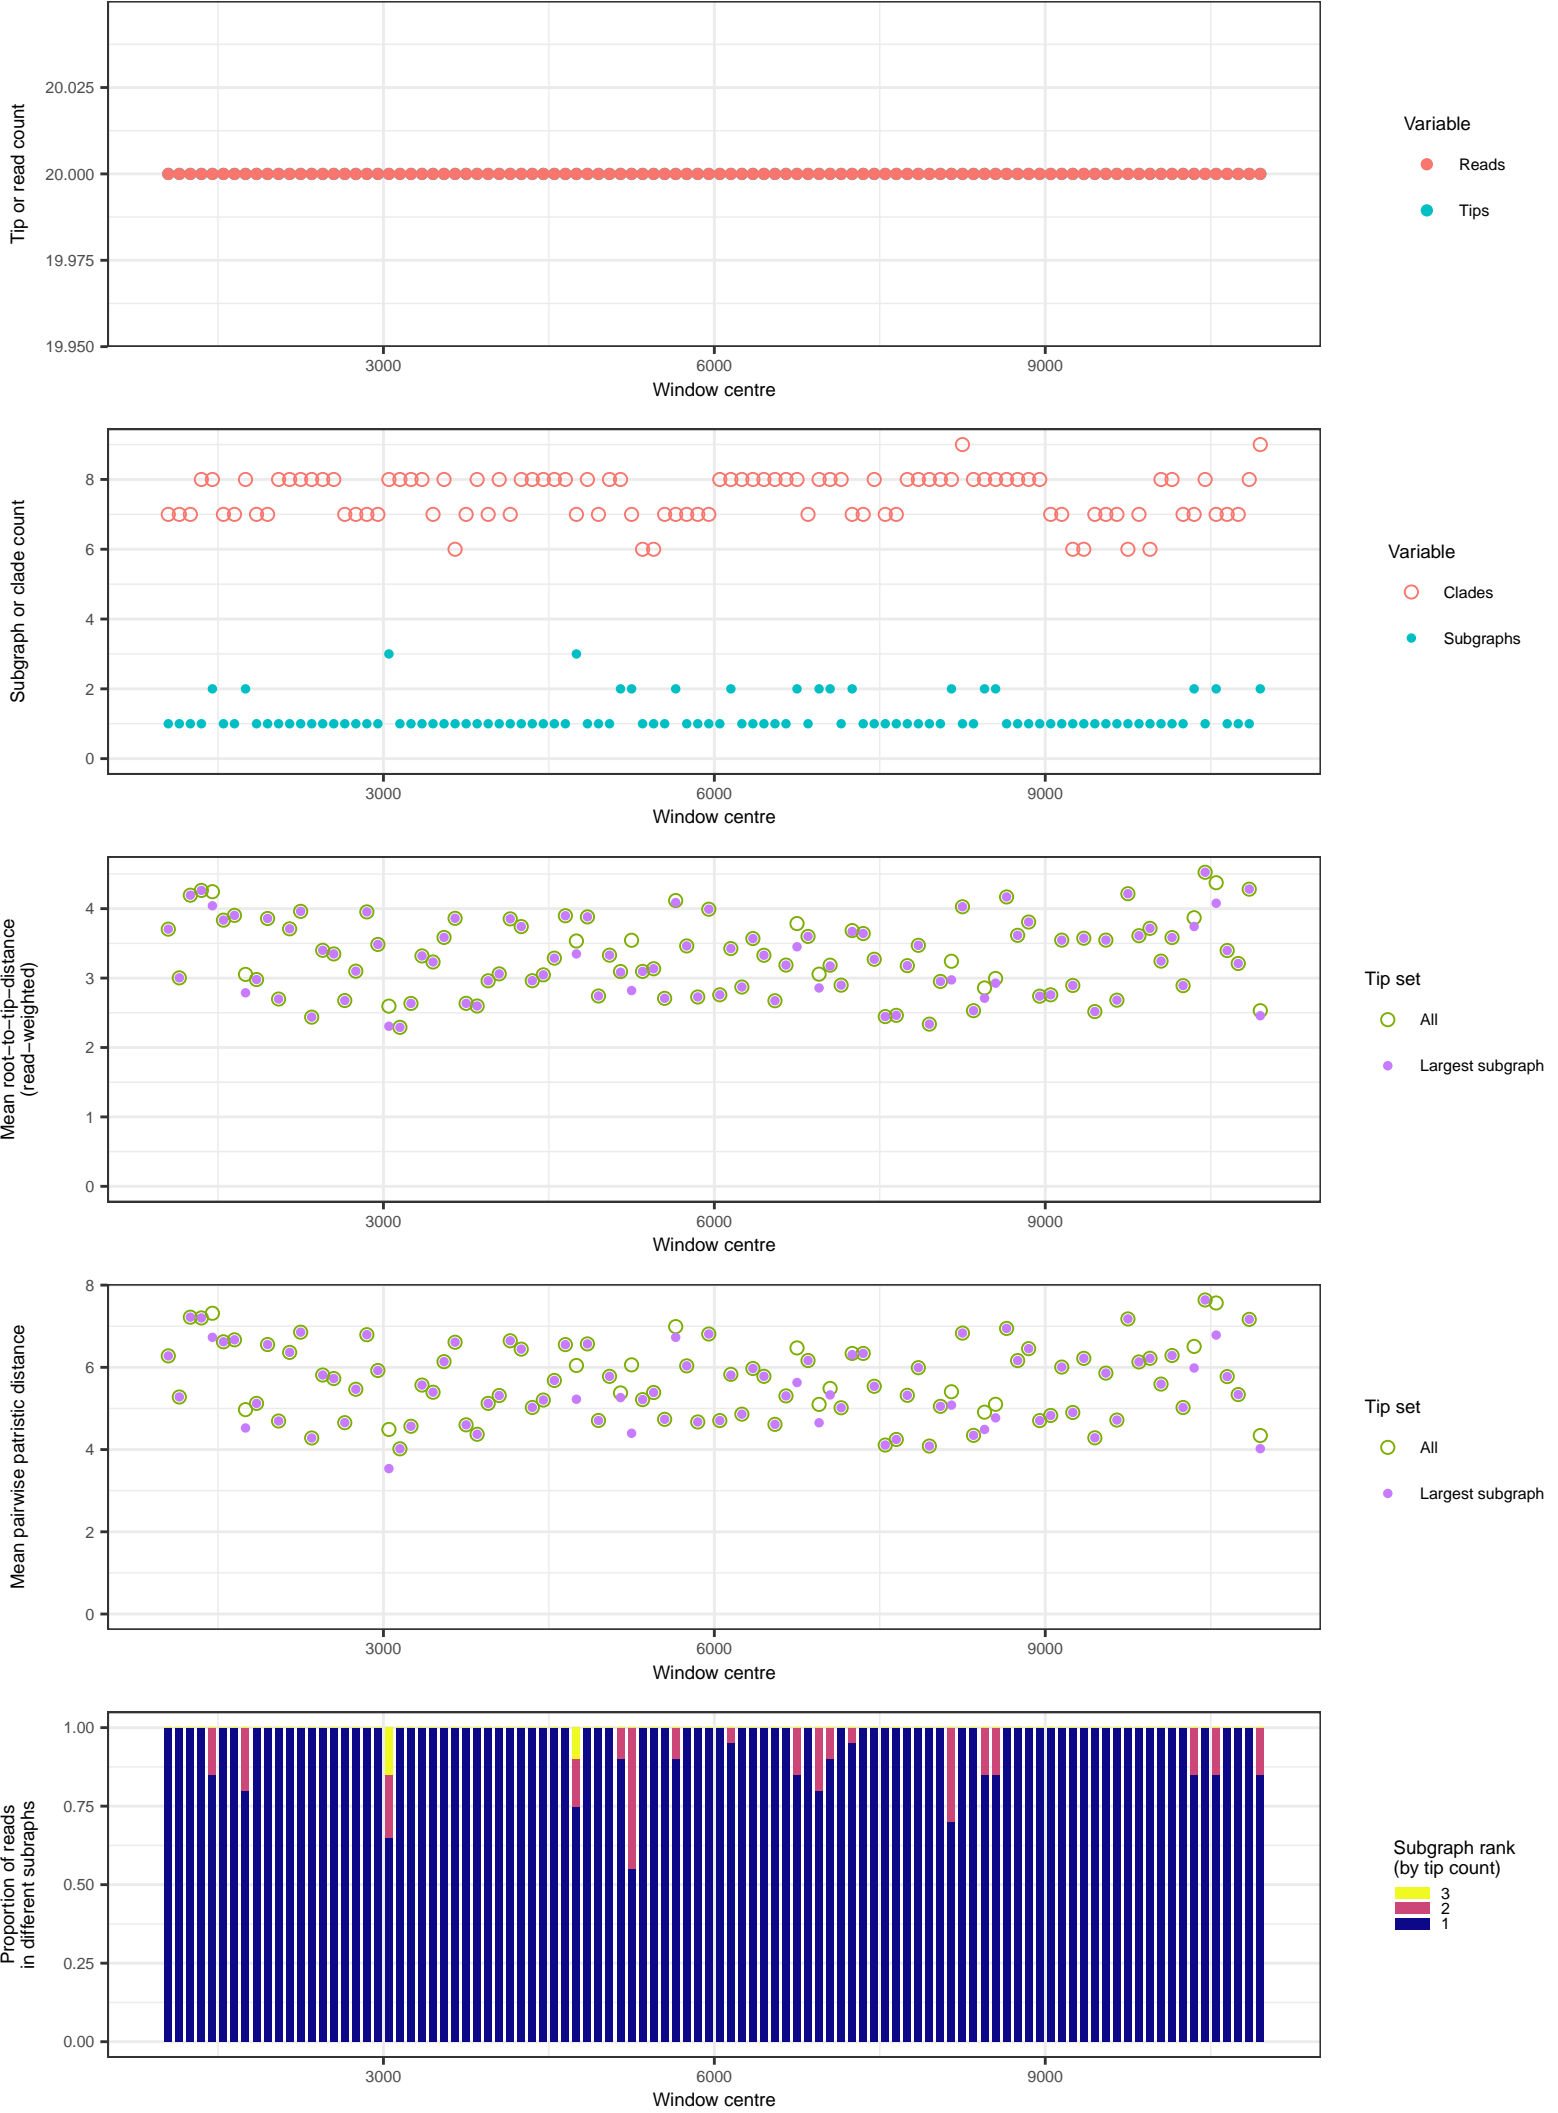 20.025
20.000
19.975
19.950
Tip or read count
3000 6000 9000
Window centre
Variable
Reads
Tips
8
6
4
2
0
Subgraph or clade count
3000 6000 9000
Window centre
Variable
Clades
Subgraphs
4
3
2
1
0
Mean root−to−tip−distance
(read−weighted)
3000 6000 9000
Window centre
Tip set
All
Largest subgraph
8
6
4
2
0
Mean pairwise patristic distance
3000 6000 9000
Window centre
Tip set
All
Largest subgraph
1.00
0.75
0.50
0.25
0.00
Proportion of reads
in different subraphs
3000 6000 9000
Window centre
Subgraph rank
(by tip count)
3
2
1